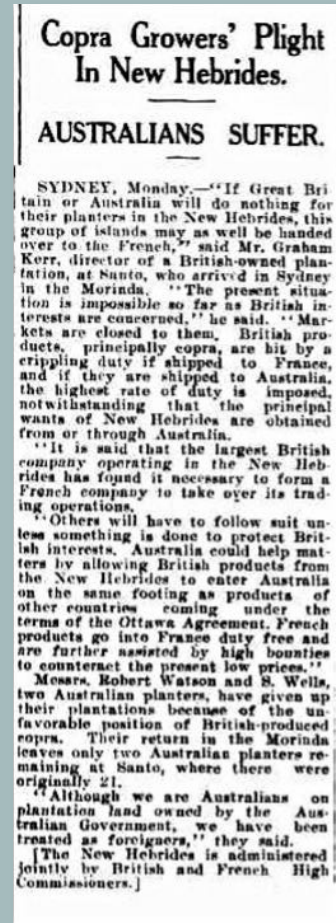 Copra Growers' Plight
In New Hebrides.
AUSTRALIANS SUFFER.
SYDNEY, Monday.—"If Great Bri
tain or Australia will do nothing for
their planters in the New Hebrides, this
group of islands may as well be handed
over to the French," said Mr. Graham
Kerr, director of a British-owned plan-
tation, at Santo, who arrived in Sydney
in the Morinda. "The present situa-
tion is impossible so far as British in-
terests are concerned," he said. "Mar-
kets are closed to them. British pro-
ducts, principally copra, are hit by a
crippling duty if shipped to France,
and if they are shipped to Australia,
the highest rate of duty is imposed,
notwithstanding that the principal
wants of New Hebrides are obtained
from or through Australia.
"It is said that the largest British
company operating in the New Heb-
rides has found it necessary to form a
French company to take over its trad-
ing operations.
"Others will have to follow suit un-
less something is done to protect Brit-
ish interests. Australia could help mat-
ters by allowing British products from
the New Hebrides to enter Australia
on the same footing as products of
other countries coming under the
terms of the Ottawa Agreement. French
products go into France duty free and
are further assisted by high bounties
to counteract the present low prices."
Messrs. Robert Watson and S. Wells,
two Australian planters, have given up
their plantations because of the un-
favorable position of British-produced
copra. Their return in the Morinda
leaves only two Australian planters re-
maining at Santo, where there were
originally 21.
"Although we are Australians on
plantation land owned by the Aus-
tralian Government, we have been
treated as foreigners," they said.
[The New Hebrides is administered
jointly by British and French High
Commissioners.]